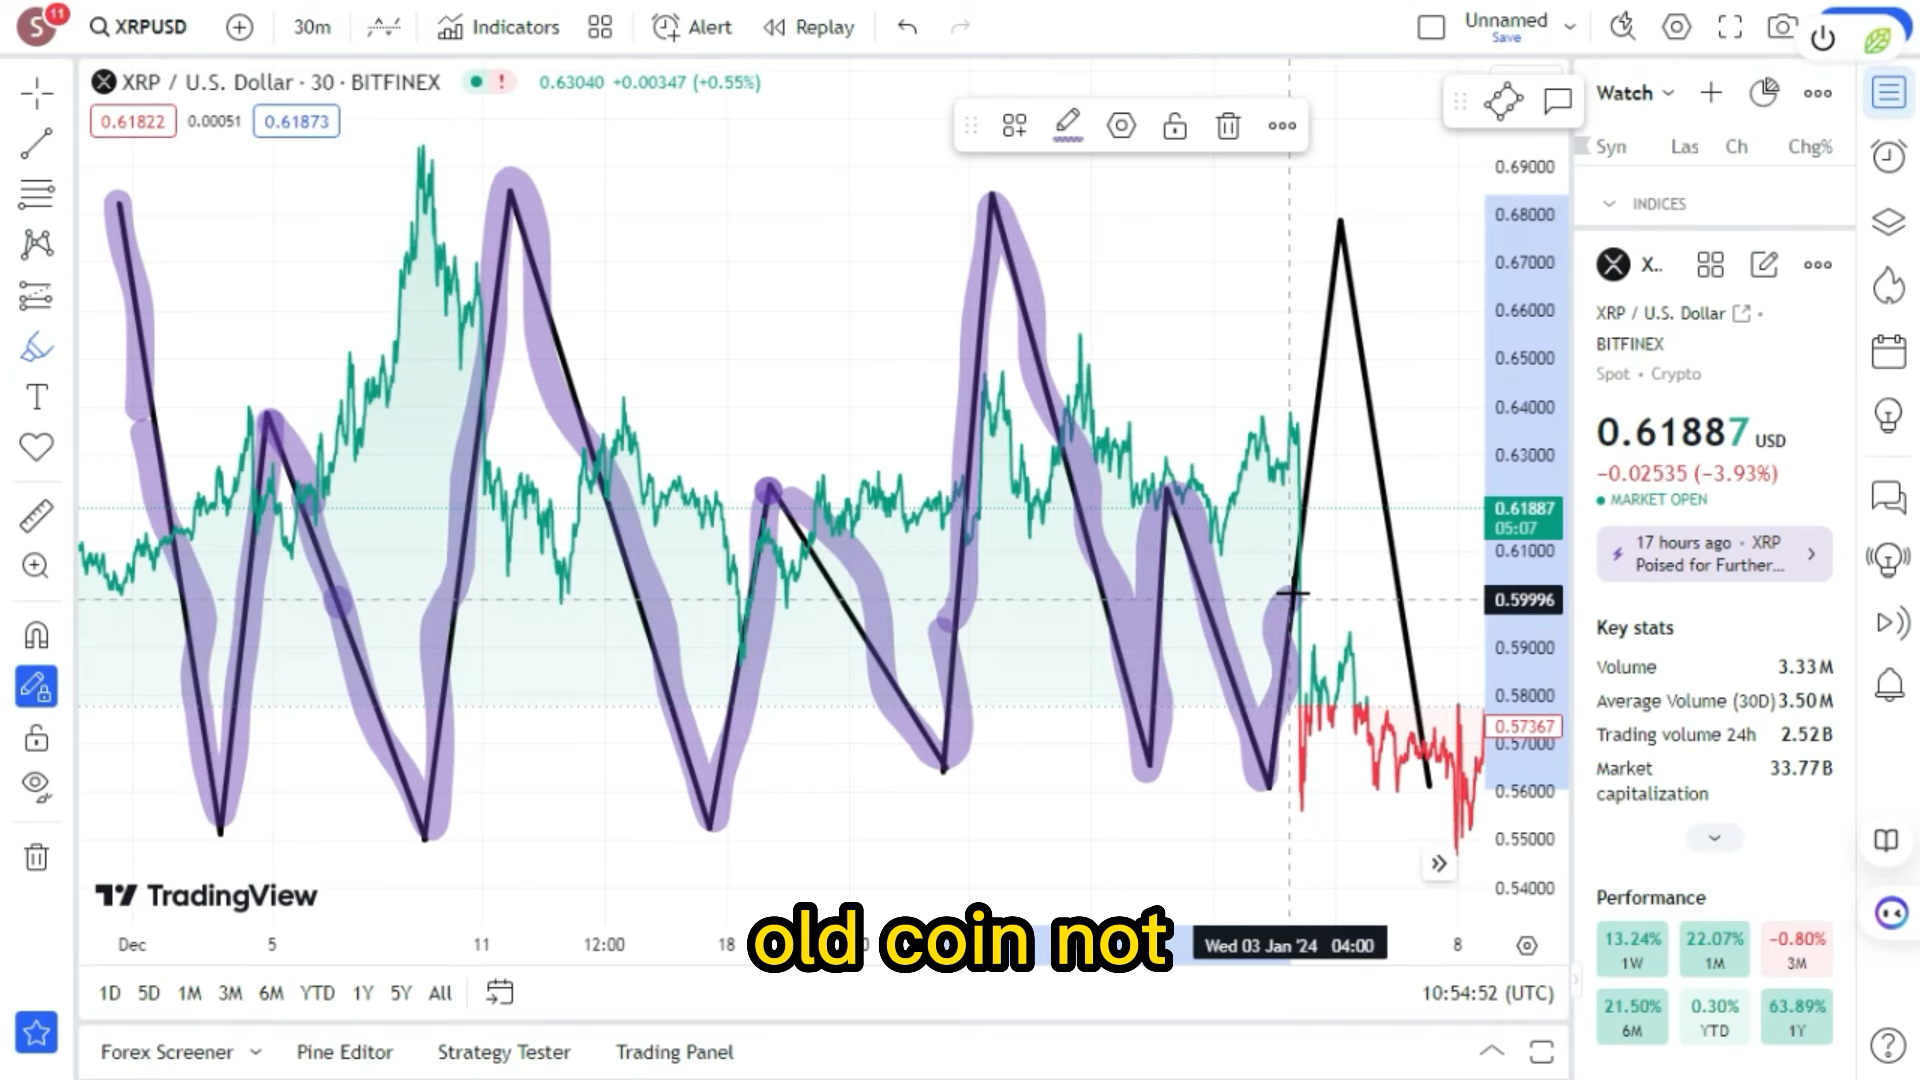 S 11 XRPUSD 30m Indicators Alert Replay Unnamed
Save
XRP / U.S. Dollar · 30 · BITFINEX ! 0.63040 +0.00347 (+0.55%)
0.61822 0.00051 0.61873
Watch
Syn Las Ch Chg%
INDICES
X..
XRP / U.S. Dollar
BITFINEX
Spot • Crypto
0.61887 USD
−0.02535 (−3.93%)
MARKET OPEN
17 hours ago • XRP
Poised for Further...
Key stats
Volume 3.33M
Average Volume (30D) 3.50M
Trading volume 24h 2.52B
Market 33.77B
capitalization
Performance
13.24% 22.07% −0.80%
1W 1M 3M
21.50% 0.30% 63.89%
6M YTD 1Y
0.69000
0.68000
0.67000
0.66000
0.65000
0.64000
0.63000
0.61887
05:07
0.61000
0.59996
0.59000
0.58000
0.57367
0.57000
0.56000
0.55000
0.54000
TradingView
old coin not
Dec 5 11 12:00 18 Wed 03 Jan '24 04:00 8
1D 5D 1M 3M 6M YTD 1Y 5Y All 10:54:52 (UTC)
Forex Screener Pine Editor Strategy Tester Trading Panel